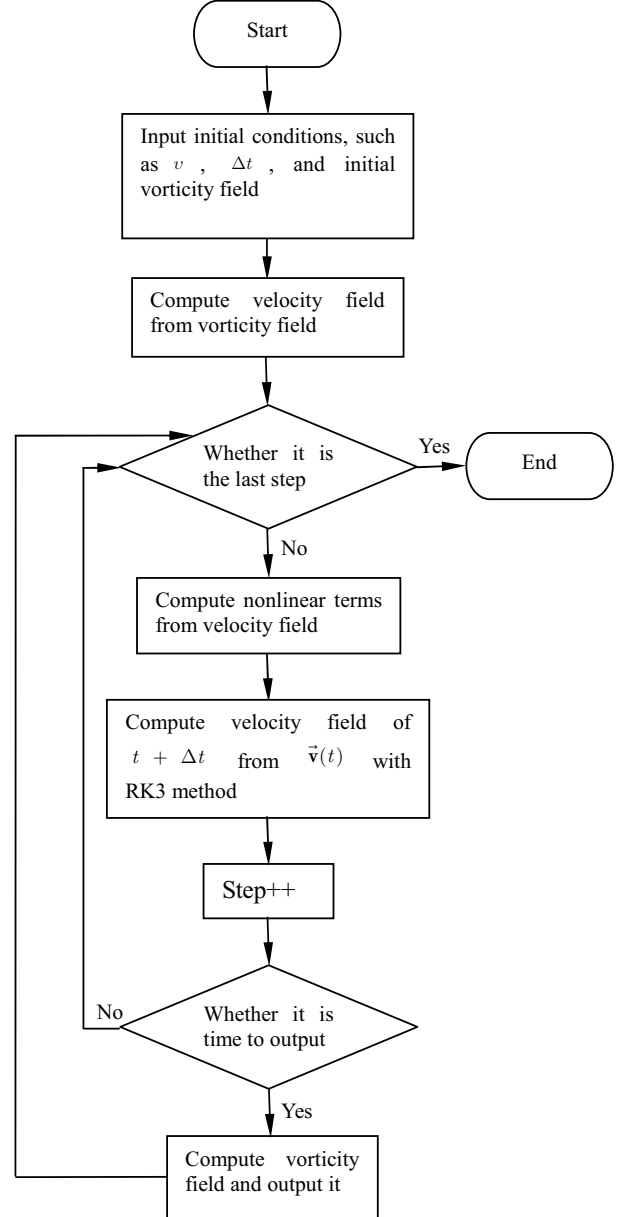 Start
Input initial conditions, such
as υ , Δt , and initial
vorticity field
Compute velocity field
from vorticity field
Whether it is
the last step
Yes
End
No
Compute nonlinear terms
from velocity field
Compute velocity field of
t + Δt from v⃗(t) with
RK3 method
Step++
Whether it is
time to output
No
Yes
Compute vorticity
field and output it